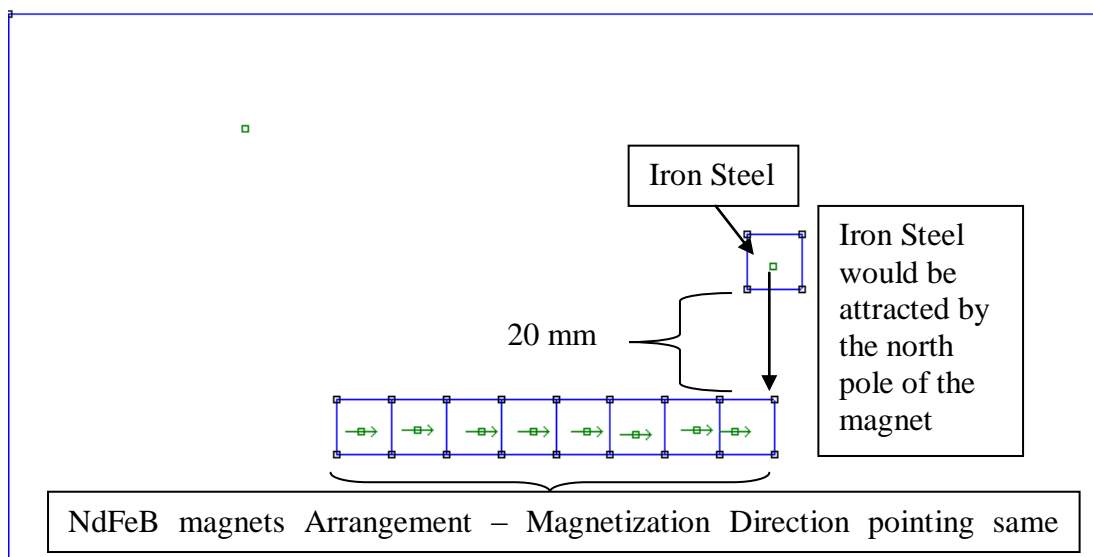 Iron Steel
Iron Steel
would be
attracted by
the north
pole of the
magnet
20 mm
NdFeB magnets Arrangement – Magnetization Direction pointing same